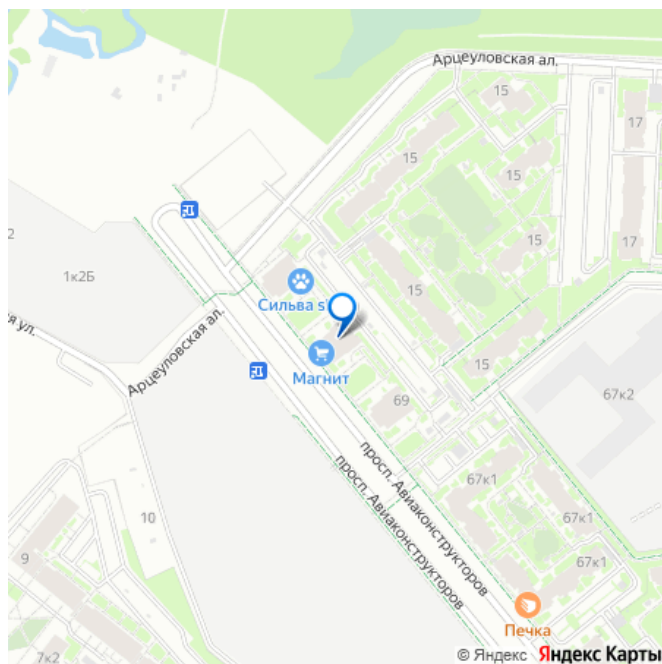 Арцеуловская ал.
15
17
15
15
17
2
1к2Б
Сильва s
15
ая ул.
Арцеуловская ал.
Магнит
15
67к2
69
просп. Авиаконструкторов
просп. Авиаконструкторов
67к1
10
67к1
9
67к1
7к2
Печка
© Яндекс Яндекс Карты